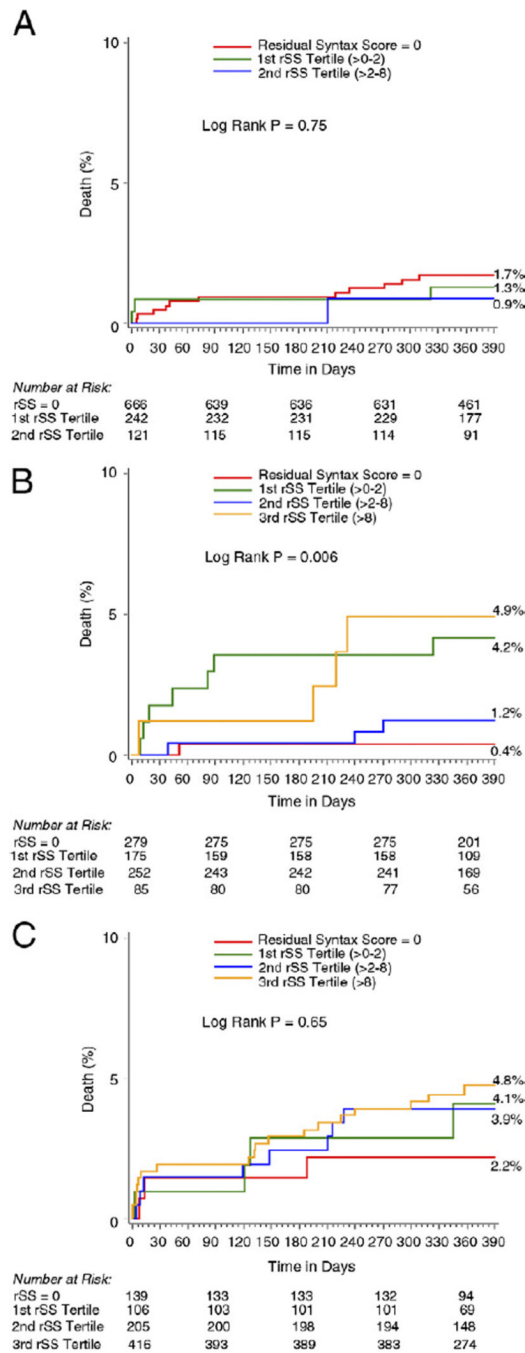 A
10
Residual Syntax Score = 0
1st rSS Tertile (>0-2)
2nd rSS Tertile (>2-8)
Log Rank P = 0.75
Death (%)
5
1.7%
1.3%
0.9%
0
0 30 60 90 120 150 180 210 240 270 300 330 360 390
Time in Days
Number at Risk:
rSS = 0 666 639 636 631 461
1st rSS Tertile 242 232 231 229 177
2nd rSS Tertile 121 115 115 114 91
B
10
Residual Syntax Score = 0
1st rSS Tertile (>0-2)
2nd rSS Tertile (>2-8)
3rd rSS Tertile (>8)
Log Rank P = 0.006
Death (%)
5
4.9%
4.2%
1.2%
0.4%
0
0 30 60 90 120 150 180 210 240 270 300 330 360 390
Time in Days
Number at Risk:
rSS = 0 279 275 275 275 201
1st rSS Tertile 175 159 158 158 109
2nd rSS Tertile 252 243 242 241 169
3rd rSS Tertile 85 80 80 77 56
C
10
Residual Syntax Score = 0
1st rSS Tertile (>0-2)
2nd rSS Tertile (>2-8)
3rd rSS Tertile (>8)
Log Rank P = 0.65
Death (%)
5
4.8%
4.1%
3.9%
2.2%
0
0 30 60 90 120 150 180 210 240 270 300 330 360 390
Time in Days
Number at Risk:
rSS = 0 139 133 133 132 94
1st rSS Tertile 106 103 101 101 69
2nd rSS Tertile 205 200 198 194 148
3rd rSS Tertile 416 393 389 383 274